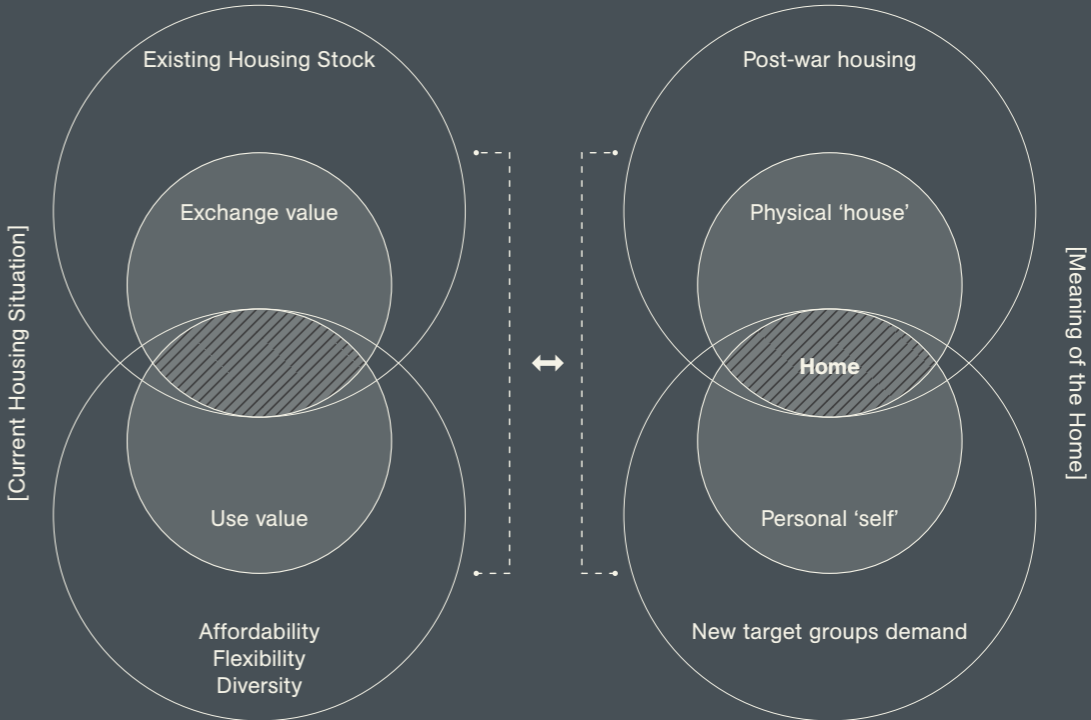 [Current Housing Situation]
Existing Housing Stock
Exchange value
Use value
Affordability
Flexibility
Diversity
Post-war housing
Physical ‘house’
Home
Personal ‘self’
New target groups demand
[Meaning of the Home]